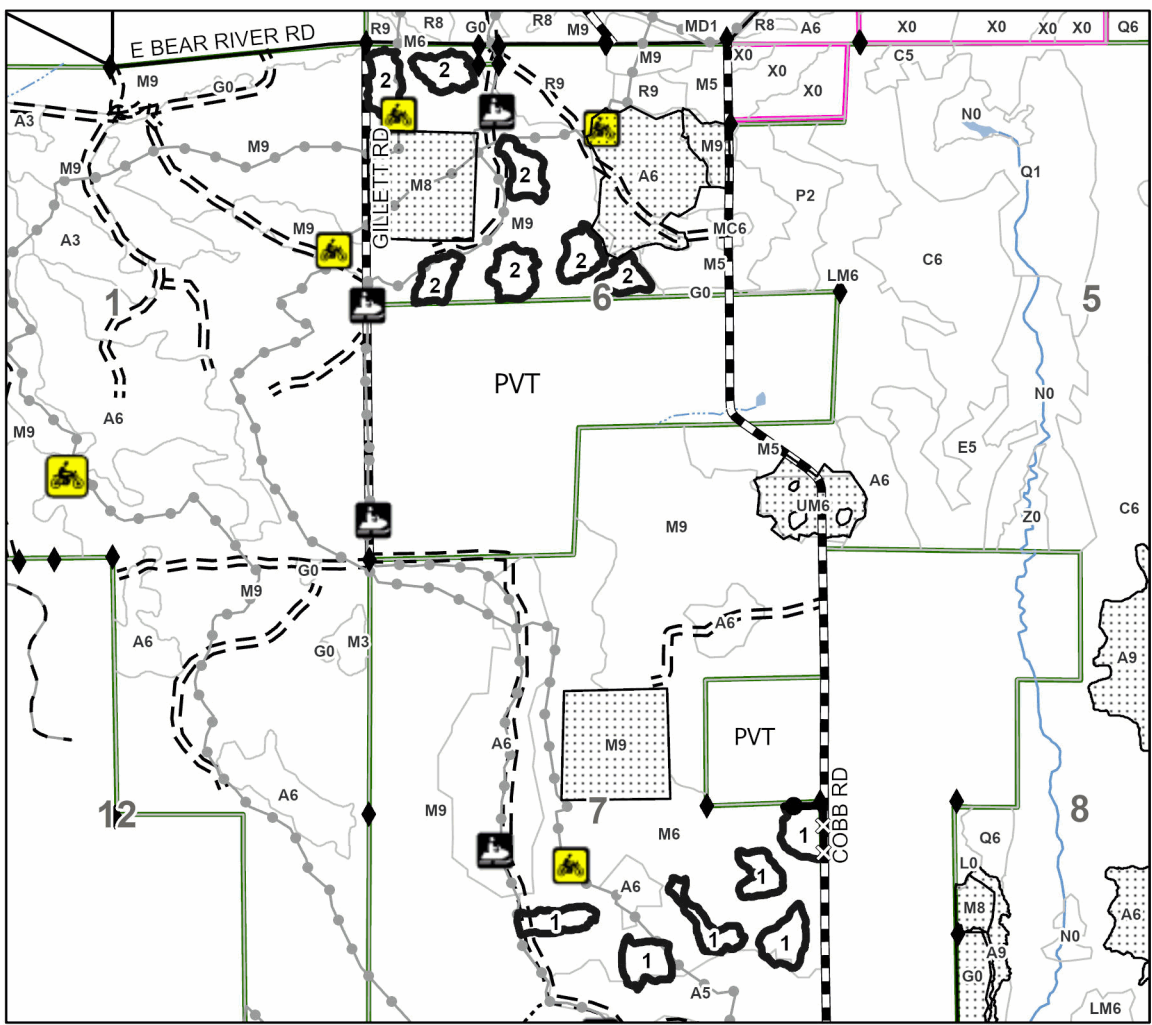 R9
R8
G0
R8
M9
MD1
R8
A6
X0
X0
X0
X0
Q6
E BEAR RIVER RD
M6
M9
X0
C5
M9
G0
2
2
R9
R9
M5
X0
X0
A3
N0
M9
M9
GILLETT RD
M8
2
A6
M9
Q1
P2
A3
M9
M9
MC6
M5
C6
2
2
2
2
G0
LM6
1
6
5
PVT
N0
A6
M9
M5
E5
A6
UM6
C6
M9
Z0
G0
M9
A6
M3
G0
A6
A9
A6
M9
PVT
12
A6
M9
7
M6
COBB RD
8
1
Q6
L0
1
A6
M8
A6
1
1
1
N0
1
A9
G0
A5
LM6